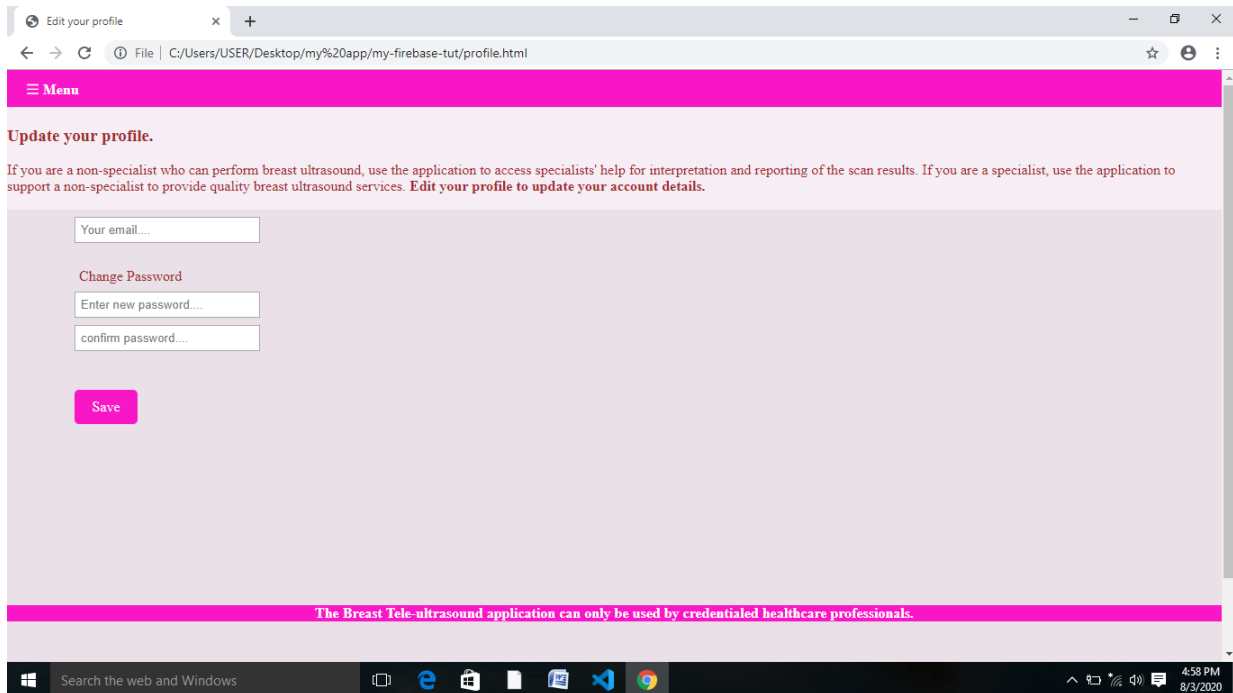 Edit your profile
File
C:/Users/USER/Desktop/my%20app/my-firebase-tut/profile.html
☰ Menu
Update your profile.
If you are a non-specialist who can perform breast ultrasound, use the application to access specialists' help for interpretation and reporting of the scan results. If you are a specialist, use the application to
support a non-specialist to provide quality breast ultrasound services. Edit your profile to update your account details.
Your email....
Change Password
Enter new password....
confirm password....
Save
The Breast Tele-ultrasound application can only be used by credentialed healthcare professionals.
Search the web and Windows
4:58 PM
8/3/2020